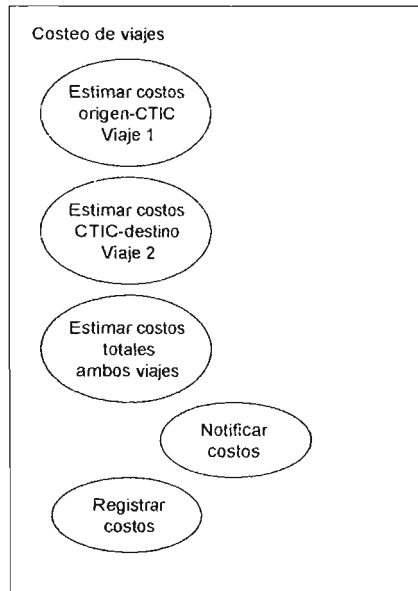 Costeo de viajes
Estimar costos
origen-CTIC
Viaje 1
Estimar costos
CTIC-destino
Viaje 2
Estimar costos
totales
ambos viajes
Notificar
costos
Registrar
costos